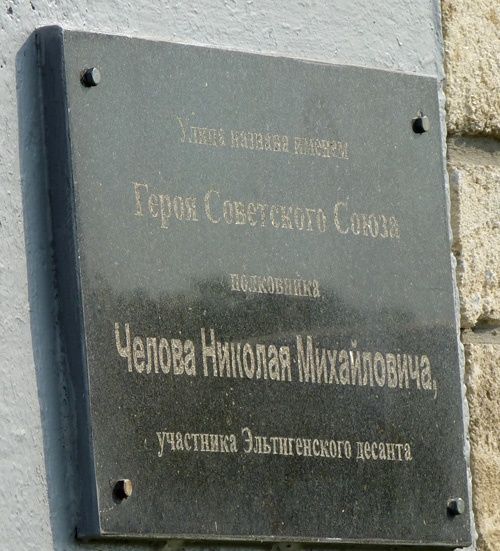 Улица названа именем
Героя Советского Союза
полковника
Челова Николая Михайловича,
участника Эльтигенского десанта